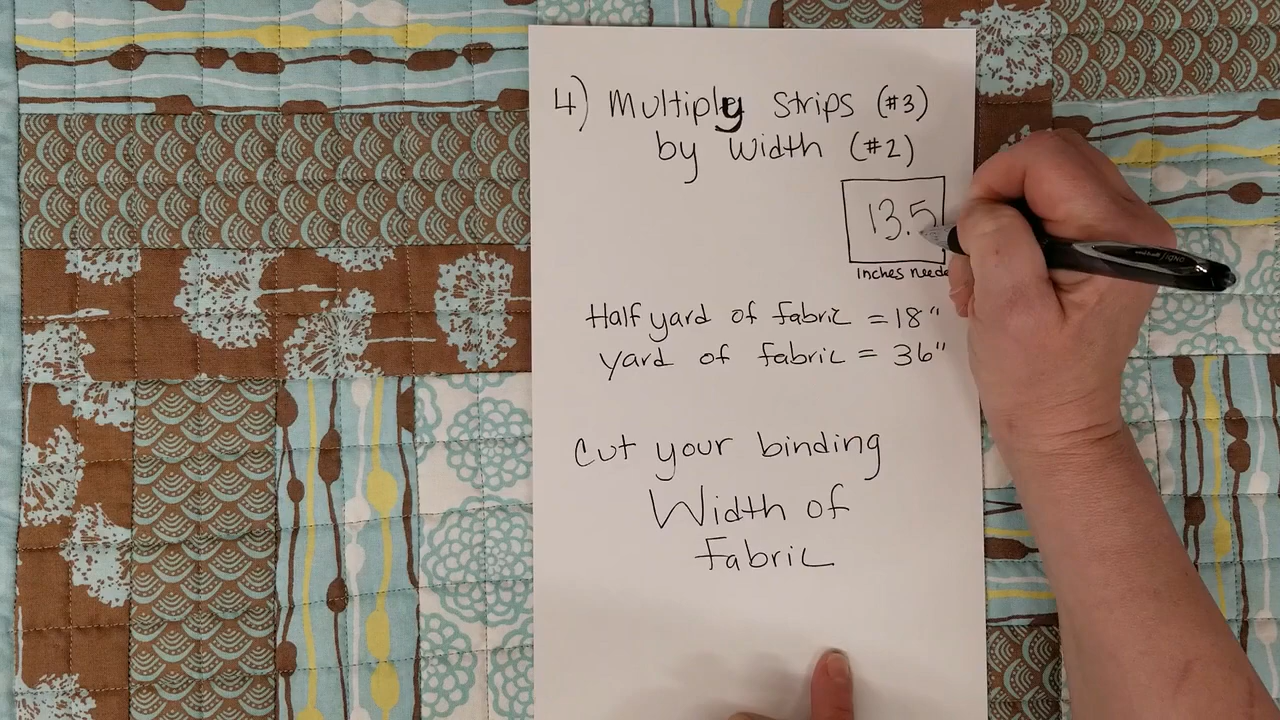 4) Multiply Strips (#3)
by Width (#2)
13.5
Inches neede
Half yard of fabric = 18"
yard of fabric = 36"
Cut your binding
Width of
fabric